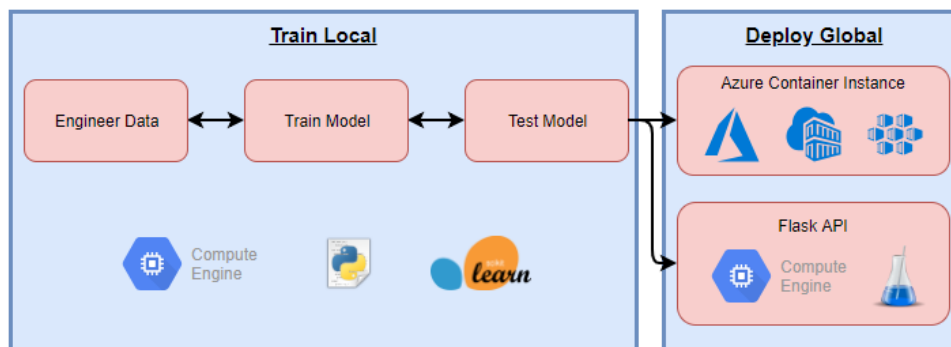 Train Local
Engineer Data
Train Model
Test Model
Compute
Engine
scikit
learn
Deploy Global
Azure Container Instance
Flask API
Compute
Engine